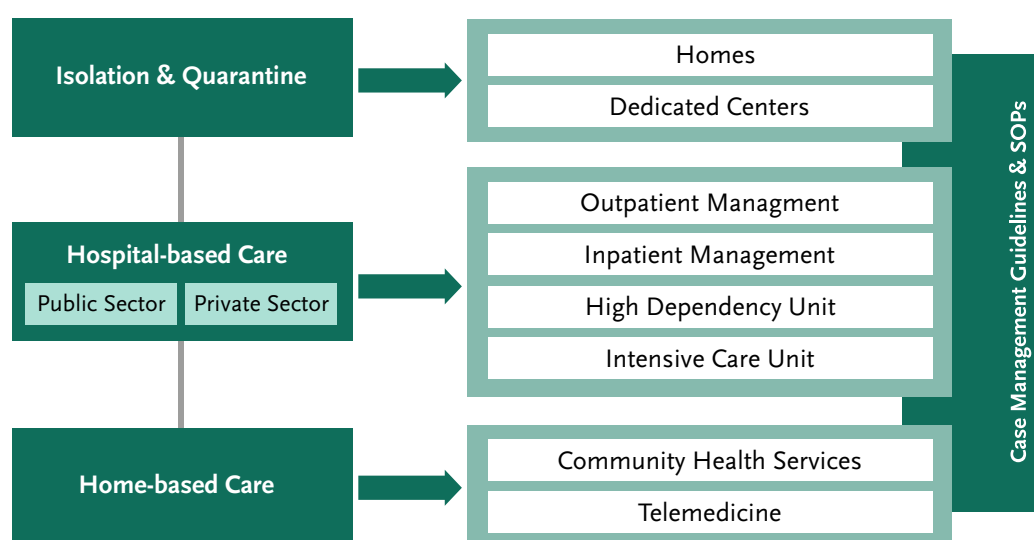 Isolation & Quarantine
Homes
Dedicated Centers
Hospital-based Care
Public Sector
Private Sector
Outpatient Managment
Inpatient Management
High Dependency Unit
Intensive Care Unit
Home-based Care
Community Health Services
Telemedicine
Case Management Guidelines & SOPs